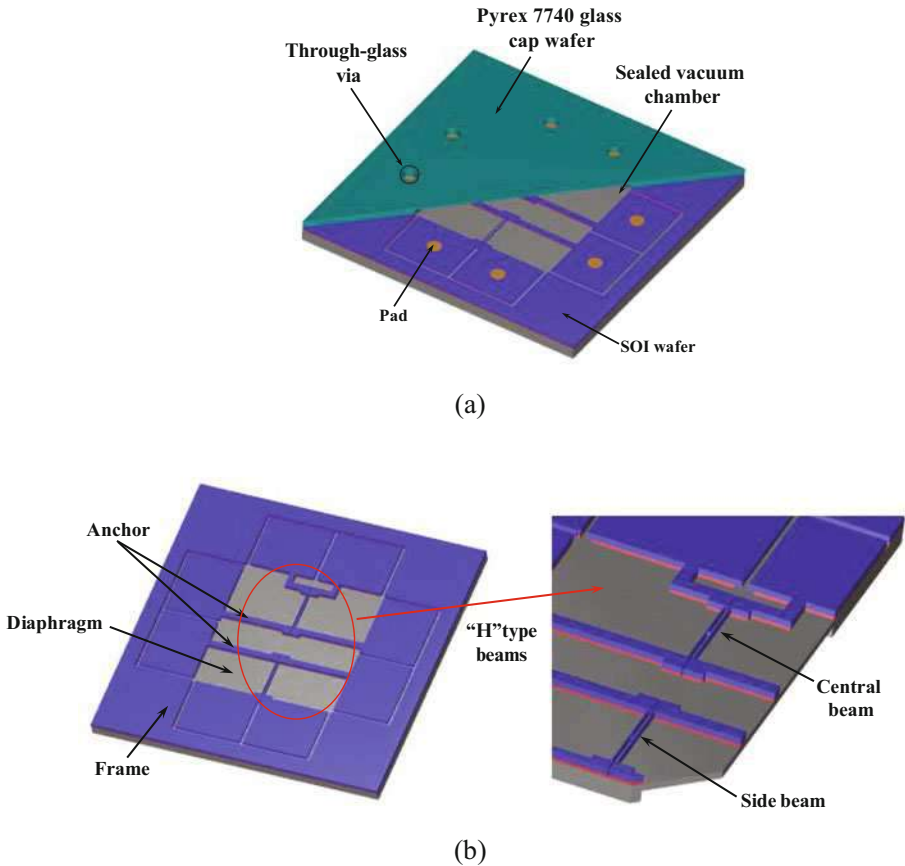 Pyrex 7740 glass
cap wafer
Through-glass
via
Sealed vacuum
chamber
Pad
SOI wafer
(a)
Anchor
Diaphragm
"H"type
beams
Central
beam
Frame
Side beam
(b)